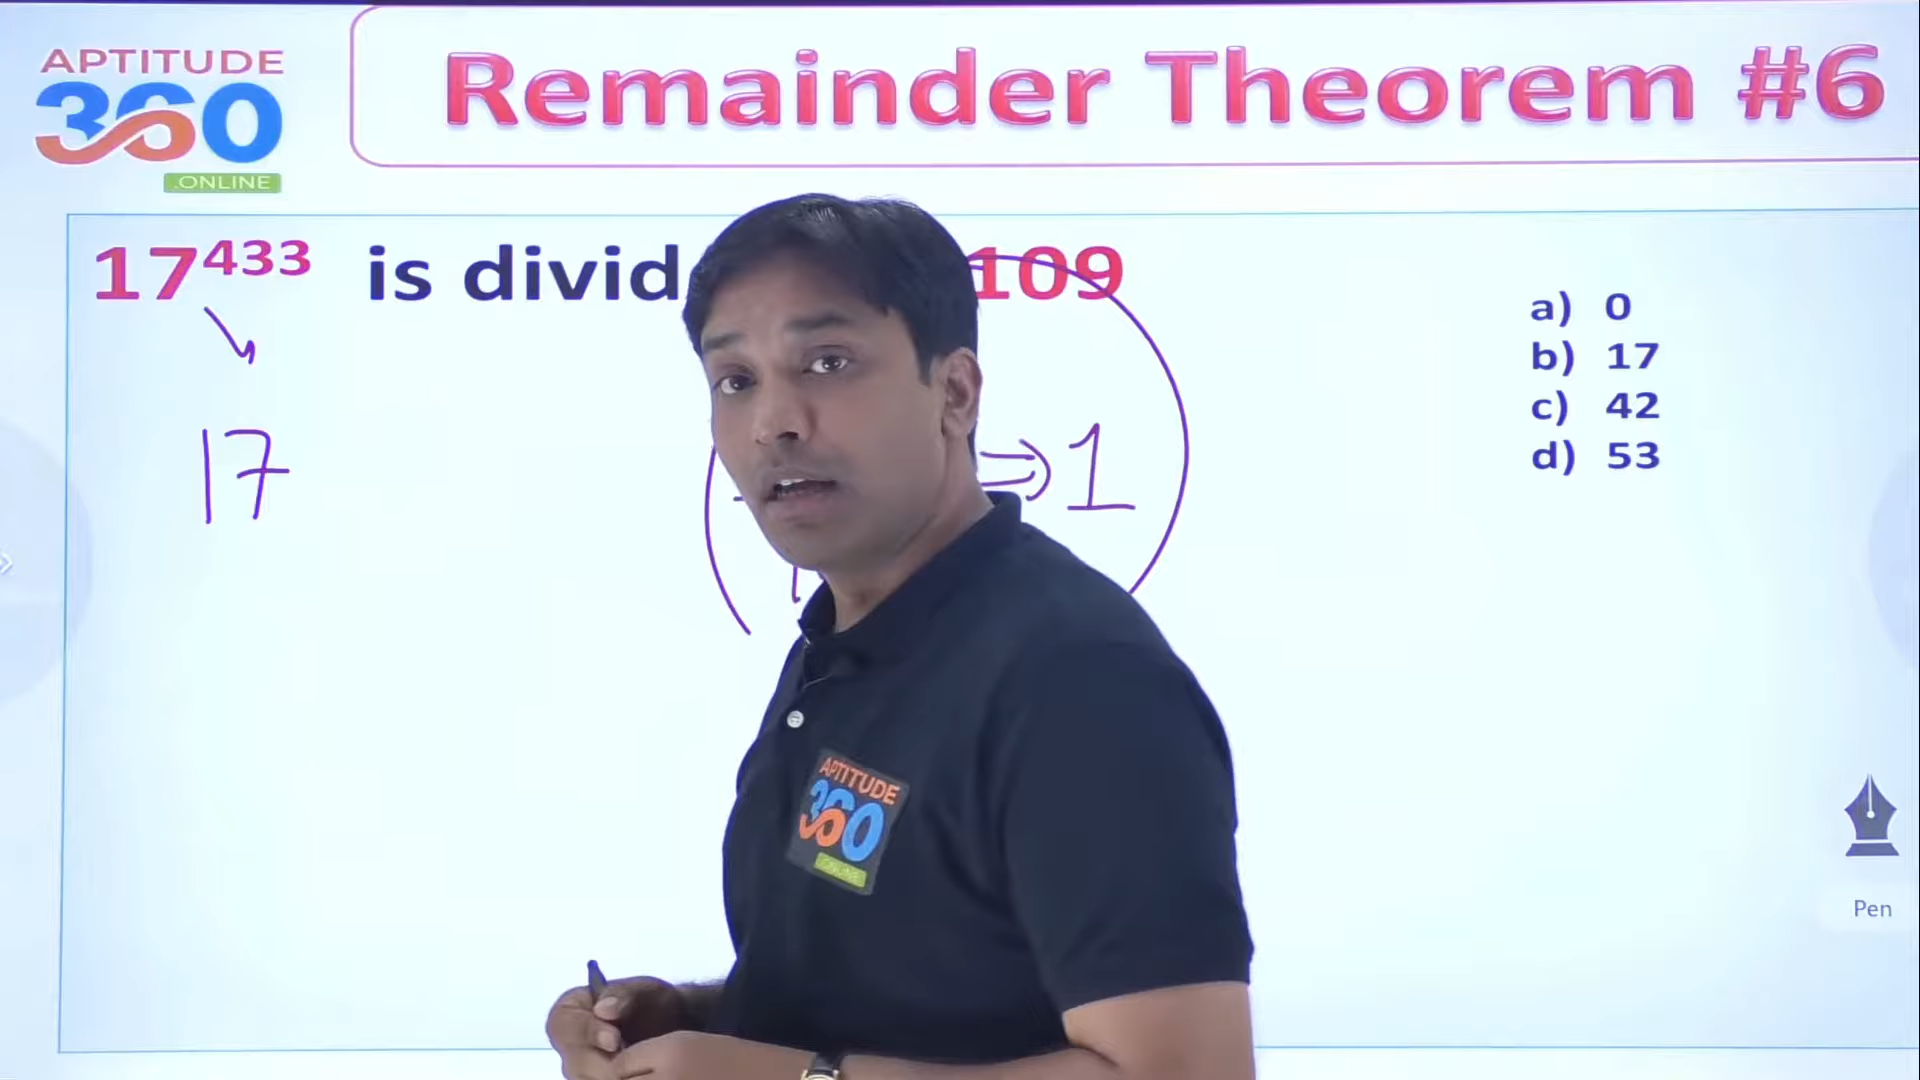 APTITUDE
360
.ONLINE
Remainder Theorem #6
17⁴³³ is divid 109
a) 0
b) 17
c) 42
d) 53
17
⇒ 1
APTITUDE
360
ONLINE
Pen